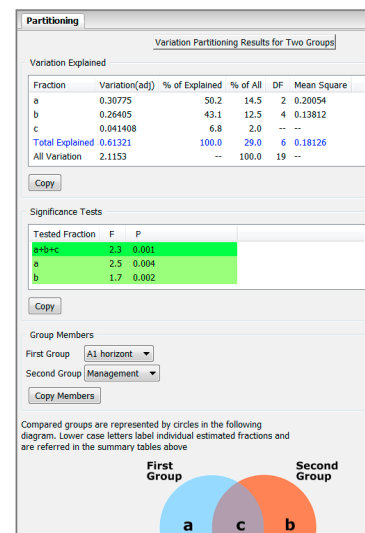 Partitioning
Variation Partitioning Results for Two Groups
Variation Explained
Fraction Variation(adj) % of Explained % of All DF Mean Square
a 0.30775 50.2 14.5 2 0.20054
b 0.26405 43.1 12.5 4 0.13812
c 0.041408 6.8 2.0 -- --
Total Explained 0.61321 100.0 29.0 6 0.18126
All Variation 2.1153 -- 100.0 19 --
Copy
Significance Tests
Tested Fraction F P
a+b+c 2.3 0.001
a 2.5 0.004
b 1.7 0.002
Copy
Group Members
First Group A1 horizont
Second Group Management
Copy Members
Compared groups are represented by circles in the following
diagram. Lower case letters label individual estimated fractions and
are referred in the summary tables above
First Second
Group Group
a c b